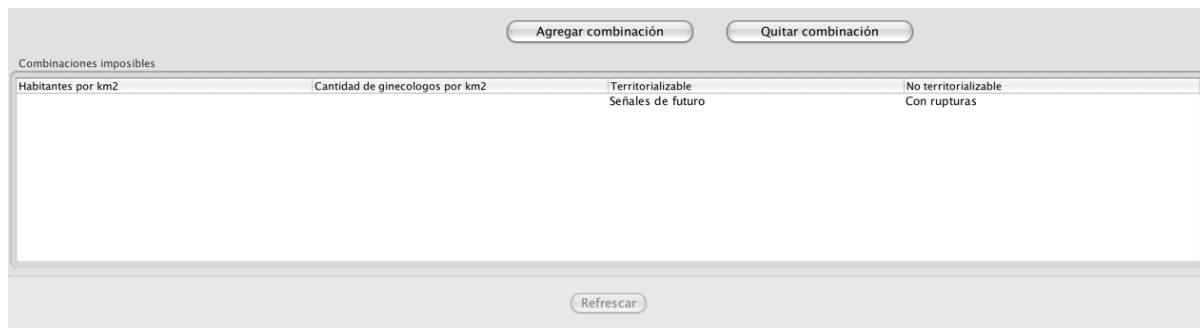 Agregar combinación Quitar combinación
Combinaciones imposibles
Habitantes por km2 Cantidad de ginecologos por km2 Territorializable No territorializable
Señales de futuro Con rupturas
Refrescar